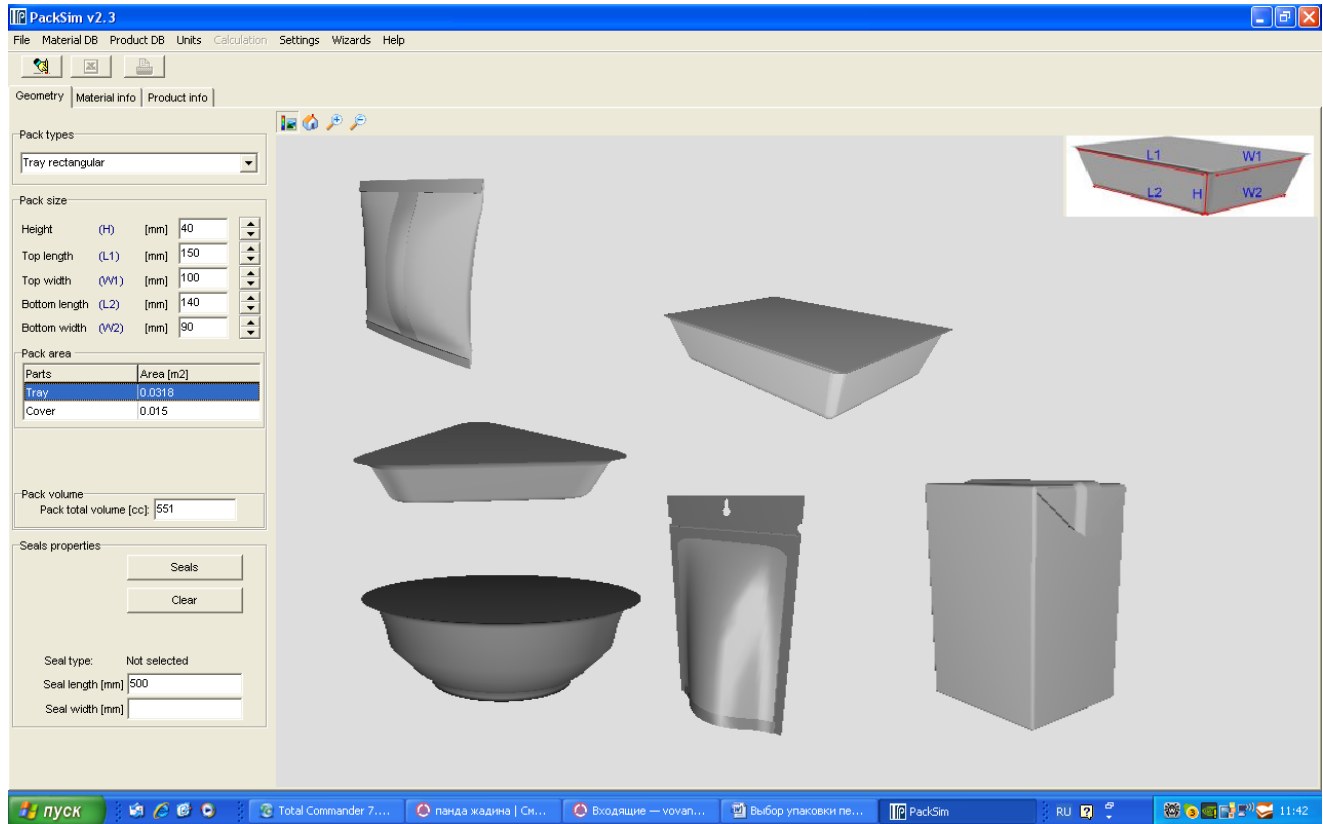 PackSim v2.3
File Material DB Product DB Units Calculation Settings Wizards Help
Geometry Material info Product info
Pack types
Tray rectangular
L1 W1
L2 H W2
Pack size
Height (H) [mm] 40
Top length (L1) [mm] 150
Top width (W1) [mm] 100
Bottom length (L2) [mm] 140
Bottom width (W2) [mm] 90
Pack area
Parts Area [m2]
Tray 0.0318
Cover 0.015
Pack volume
Pack total volume [cc]: 551
Seals properties
Seals
Clear
Seal type: Not selected
Seal length [mm] 500
Seal width [mm]
пуск Total Commander 7.... панда жадина | См... Входящие — vovan... Выбор упаковки пе... PackSim RU 11:42